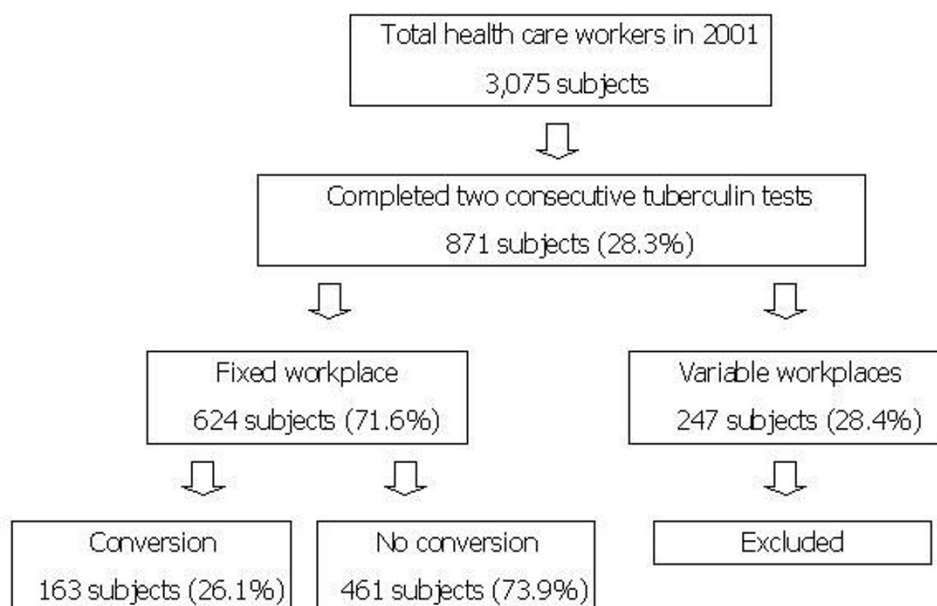 Total health care workers in 2001
3,075 subjects
Completed two consecutive tuberculin tests
871 subjects (28.3%)
Fixed workplace
624 subjects (71.6%)
Variable workplaces
247 subjects (28.4%)
Conversion
163 subjects (26.1%)
No conversion
461 subjects (73.9%)
Excluded